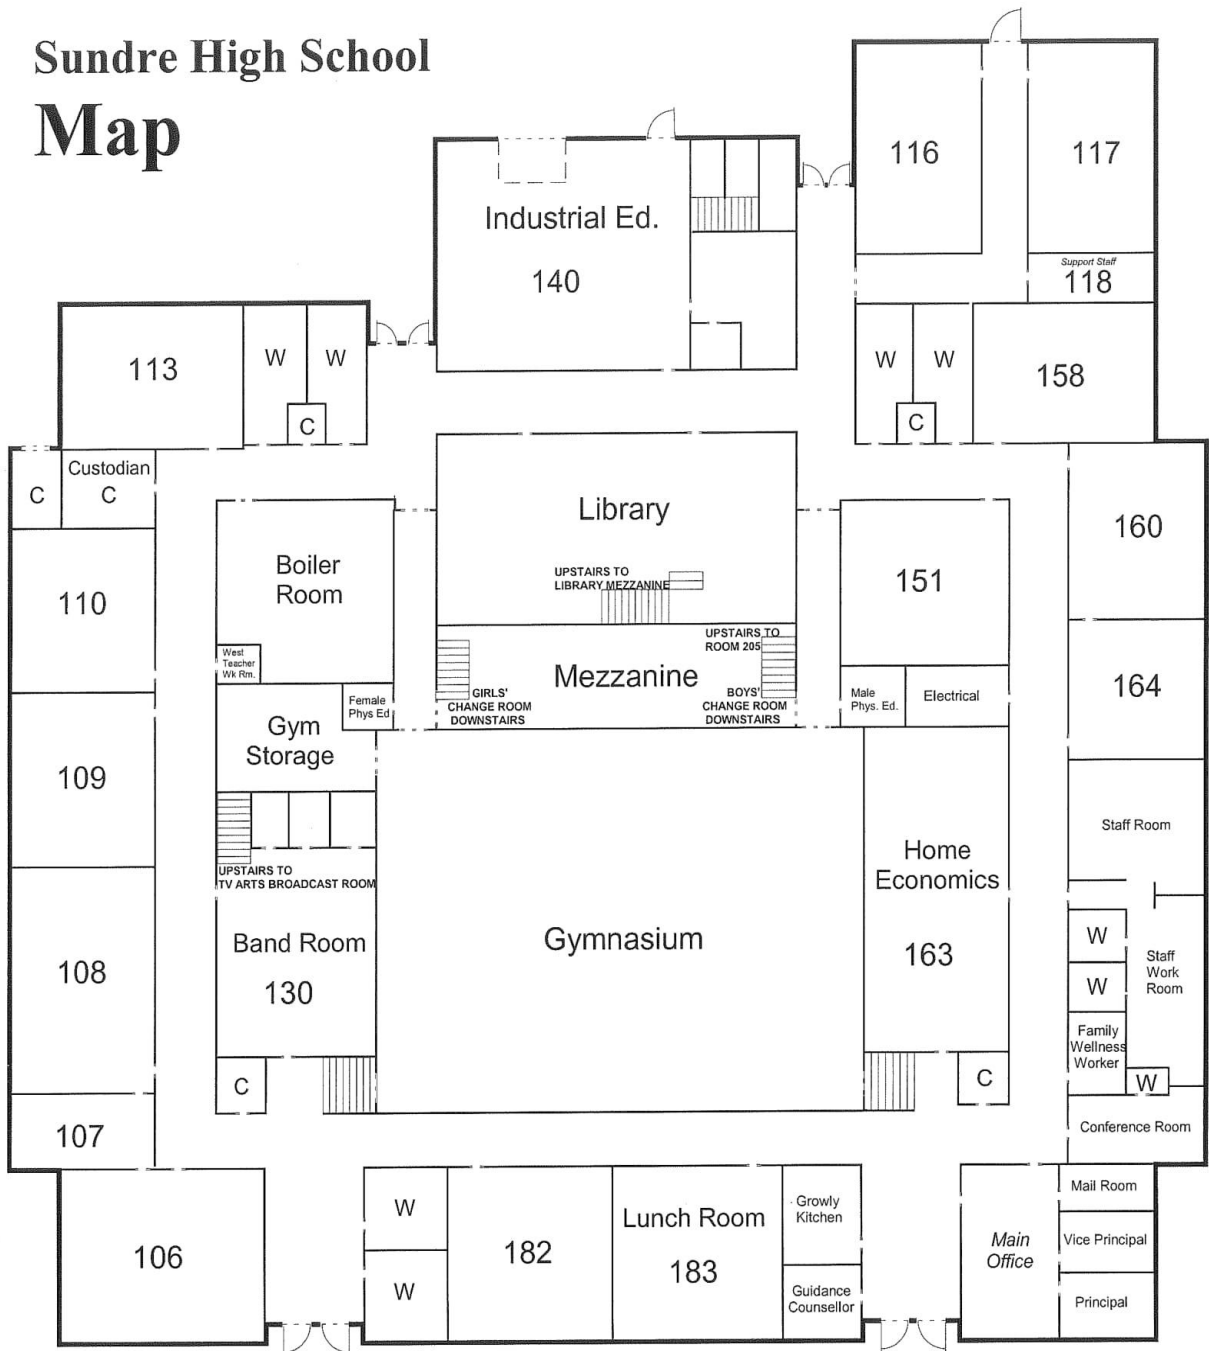 Sundre High School
Map
116
117
Industrial Ed.
140
Support Staff
118
113
W
W
C
W
W
C
158
Custodian
C
C
Library
160
Boiler
Room
UPSTAIRS TO
LIBRARY MEZZANINE
151
110
West
Teacher
Wk Rm.
UPSTAIRS TO
ROOM 205
Mezzanine
164
Female
Phys Ed
GIRLS'
CHANGE ROOM
DOWNSTAIRS
BOYS'
CHANGE ROOM
DOWNSTAIRS
Male
Phys. Ed.
Electrical
Gym
Storage
109
Staff Room
Home
Economics
163
UPSTAIRS TO
TV ARTS BROADCAST ROOM
Band Room
130
Gymnasium
108
W
W
Staff
Work
Room
Family
Wellness
Worker
W
C
C
107
Conference Room
106
W
W
182
Lunch Room
183
Growly
Kitchen
Guidance
Counsellor
Main
Office
Mail Room
Vice Principal
Principal